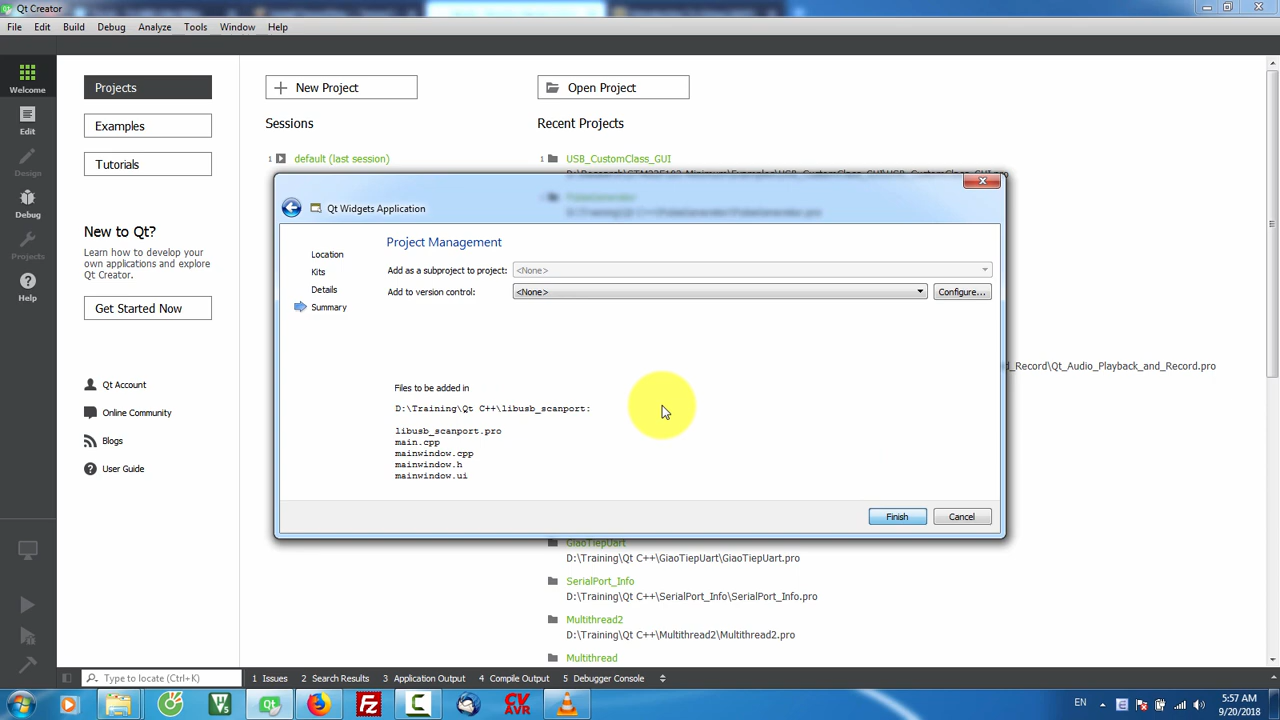 Qt Creator
File Edit Build Debug Analyze Tools Window Help
Welcome
Edit
Design
Debug
Projects
Help
Projects
Examples
Tutorials
New to Qt?
Learn how to develop your
own applications and explore
Qt Creator.
Get Started Now
Qt Account
Online Community
Blogs
User Guide
New Project
Open Project
Sessions
Recent Projects
1 default (last session)
1 USB_CustomClass_GUI
Qt Widgets Application
Location
Kits
Details
Summary
Project Management
Add as a subproject to project: <None>
Add to version control: <None> Configure...
Files to be added in
D:\Training\Qt C++\libusb_scanport:
libusb_scanport.pro
main.cpp
mainwindow.cpp
mainwindow.h
mainwindow.ui
Finish Cancel
d_Record\Qt_Audio_Playback_and_Record.pro
GiaoTiepUart
D:\Training\Qt C++\GiaoTiepUart\GiaoTiepUart.pro
SerialPort_Info
D:\Training\Qt C++\SerialPort_Info\SerialPort_Info.pro
Multithread2
D:\Training\Qt C++\Multithread2\Multithread2.pro
Multithread
Type to locate (Ctrl+K)
1 Issues 2 Search Results 3 Application Output 4 Compile Output 5 Debugger Console
CV
AVR
EN
5:57 AM
9/20/2018